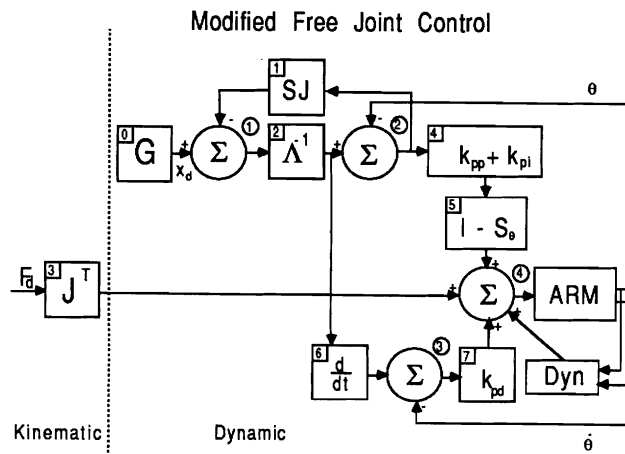 Modified Free Joint Control
1 SJ
θ
- 1
- 2
0 G
+
x_d
Σ
2 Λ^-1
+
Σ
4 k_pp + k_pi
5 I - S_θ
F_d
3 J^T
+
+
Σ
4
ARM
+
+
3
6 d/dt
Σ
-
7 k_pd
Dyn
Kinematic
Dynamic
θ̇